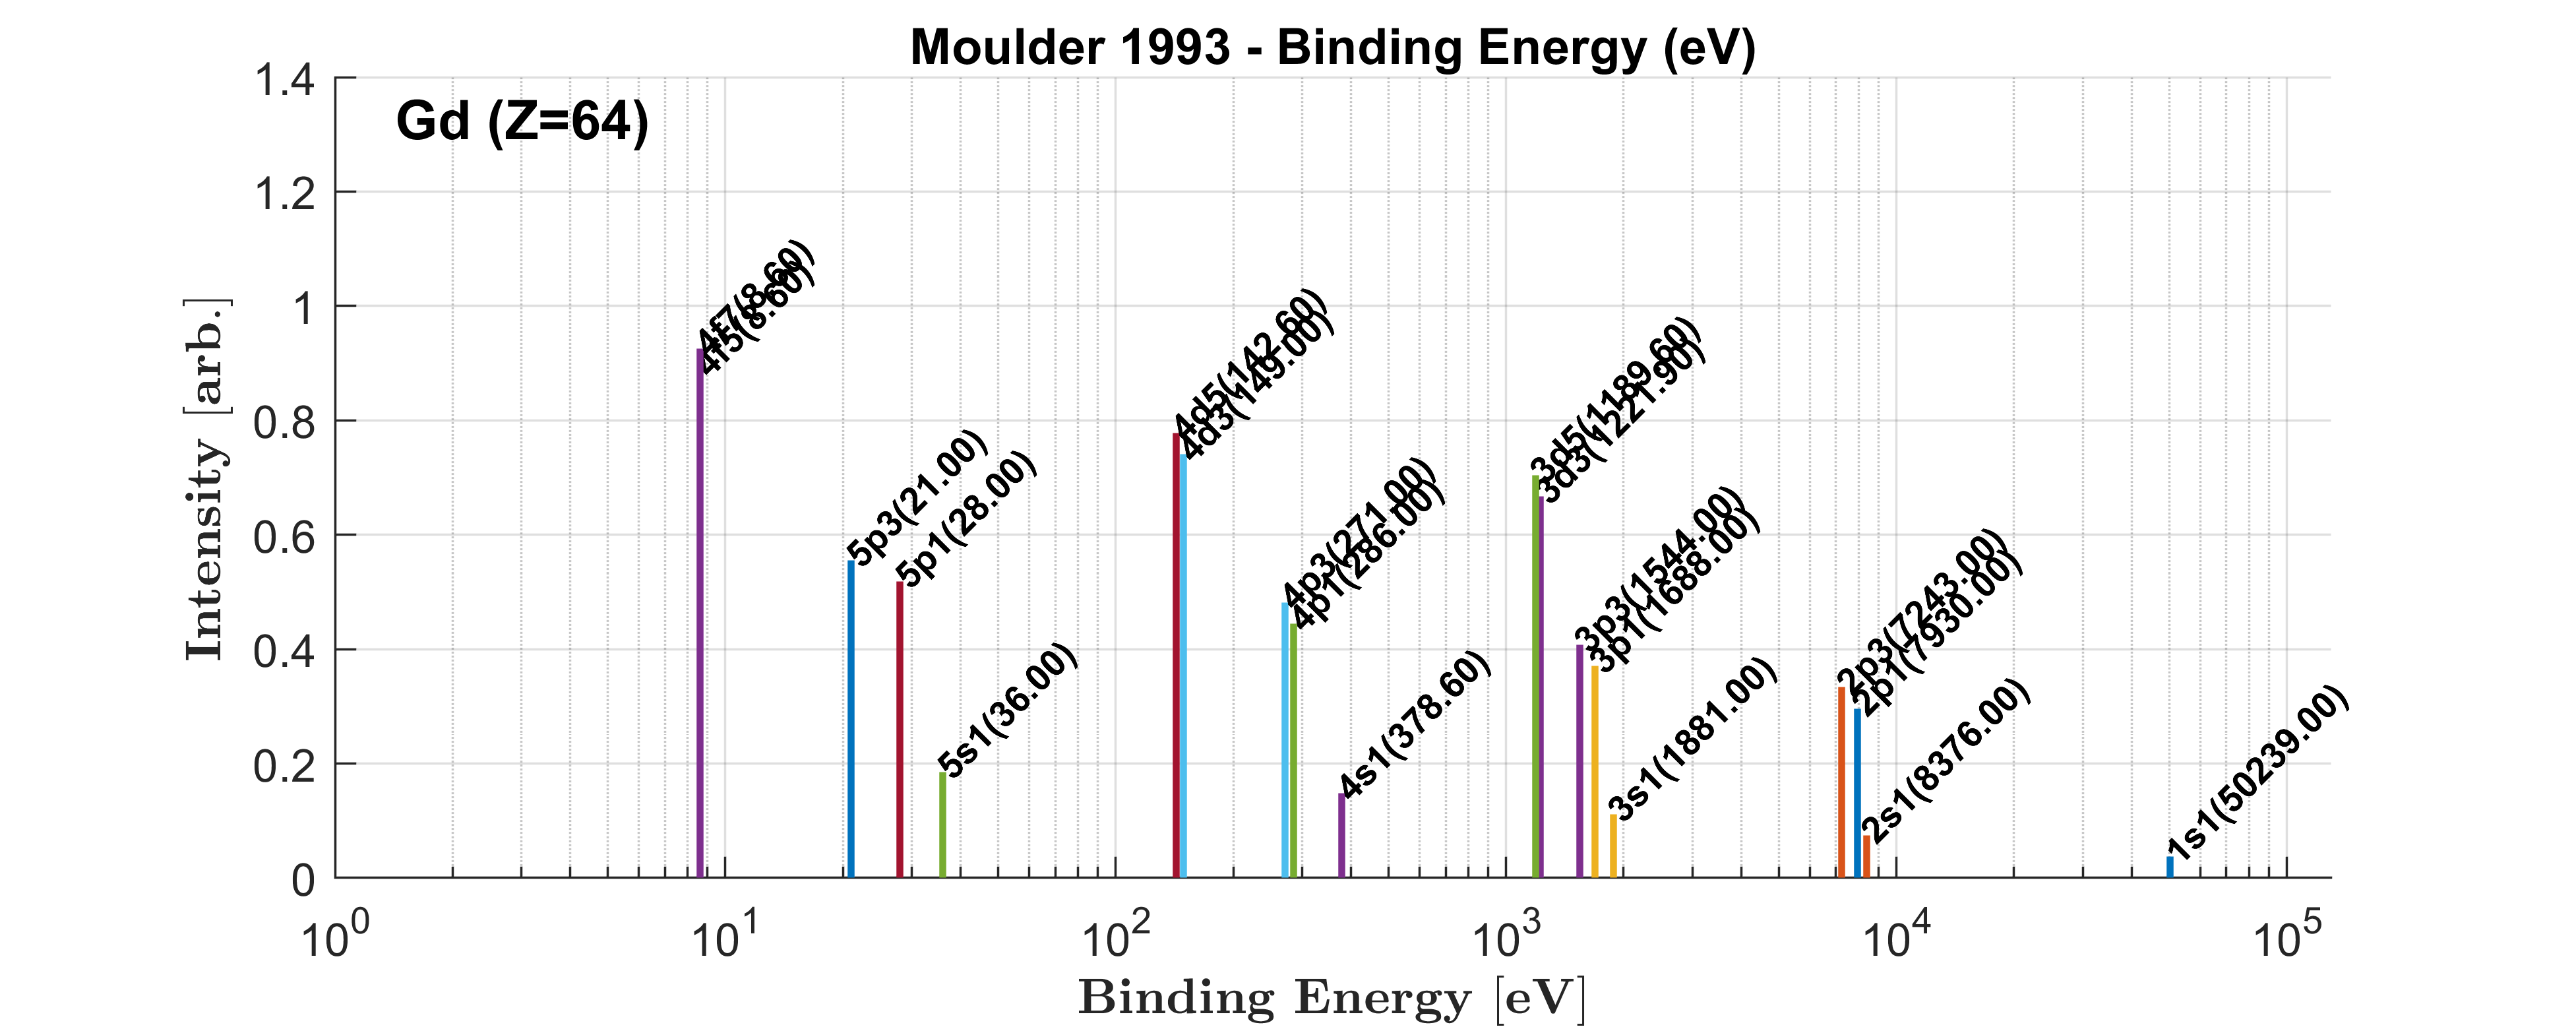 Moulder 1993 - Binding Energy (eV)
Gd (Z=64)
Intensity [arb.]
1.4
1.2
1
0.8
0.6
0.4
0.2
0
4f7(8.60)
4f5(8.60)
5p3(21.00)
5p1(28.00)
5s1(36.00)
4d5(142.60)
4d3(149.00)
4p3(271.00)
4p1(286.00)
4s1(378.60)
3d5(1189.60)
3d3(1221.90)
3p3(1544.00)
3p1(1688.00)
3s1(1881.00)
2p3(7243.00)
2p1(7930.00)
2s1(8376.00)
1s1(50239.00)
10^0 10^1 10^2 10^3 10^4 10^5
Binding Energy [eV]